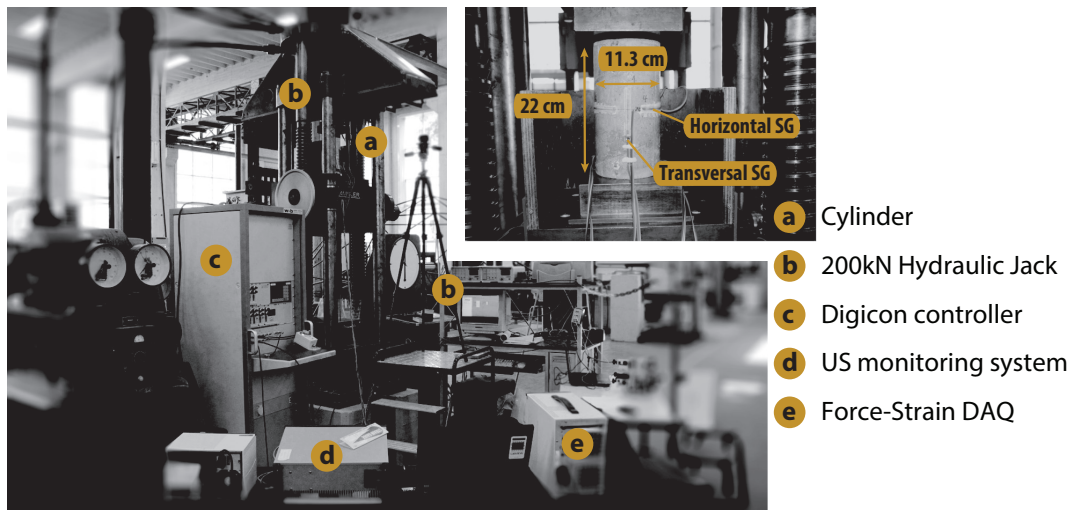 b
a
c
b
d
e
11.3 cm
22 cm
Horizontal SG
Transversal SG
a Cylinder
b 200kN Hydraulic Jack
c Digicon controller
d US monitoring system
e Force-Strain DAQ